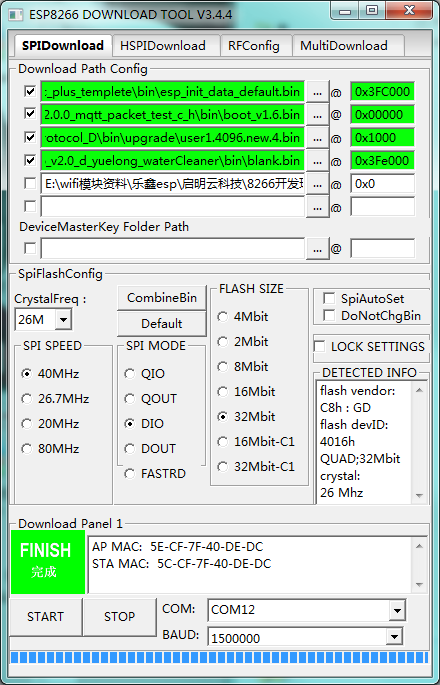 ESP8266 DOWNLOAD TOOL V3.4.4
SPIDownload HSPIDownload RFConfig MultiDownload
Download Path Config
:_plus_templete\bin\esp_init_data_default.bin ... @ 0x3FC000
2.0.0_mqtt_packet_test_c_h\bin\boot_v1.6.bin ... @ 0x00000
otocol_D\bin\upgrade\user1.4096.new.4.bin ... @ 0x1000
_v2.0_d_yuelong_waterCleaner\bin\blank.bin ... @ 0x3Fe000
E:\wifi模块资料\乐鑫esp\启明云科技\8266开发 ... @ 0x0
... @
DeviceMasterKey Folder Path
... @
SpiFlashConfig
CrystalFreq :
26M
CombineBin
Default
SPI SPEED
40MHz
26.7MHz
20MHz
80MHz
SPI MODE
QIO
QOUT
DIO
DOUT
FASTRD
FLASH SIZE
4Mbit
2Mbit
8Mbit
16Mbit
32Mbit
16Mbit-C1
32Mbit-C1
SpiAutoSet
DoNotChgBin
LOCK SETTINGS
DETECTED INFO
flash vendor:
C8h : GD
flash devID:
4016h
QUAD;32Mbit
crystal:
26 Mhz
Download Panel 1
FINISH
完成
AP MAC: 5E-CF-7F-40-DE-DC
STA MAC: 5C-CF-7F-40-DE-DC
START STOP
COM: COM12
BAUD: 1500000